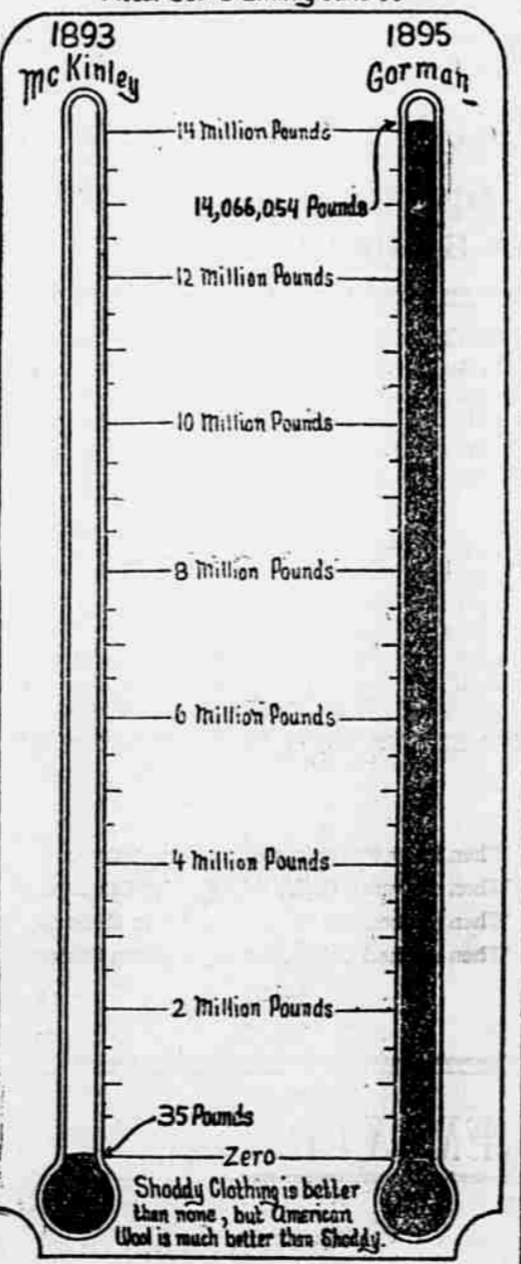 1893
McKinley
1895
Gorman
14 Million Pounds
14,066,054 Pounds
12 Million Pounds
10 Million Pounds
8 Million Pounds
6 Million Pounds
4 Million Pounds
2 Million Pounds
35 Pounds
Zero
Shoddy Clothing is better
than none, but American
Wool is much better than Shoddy.